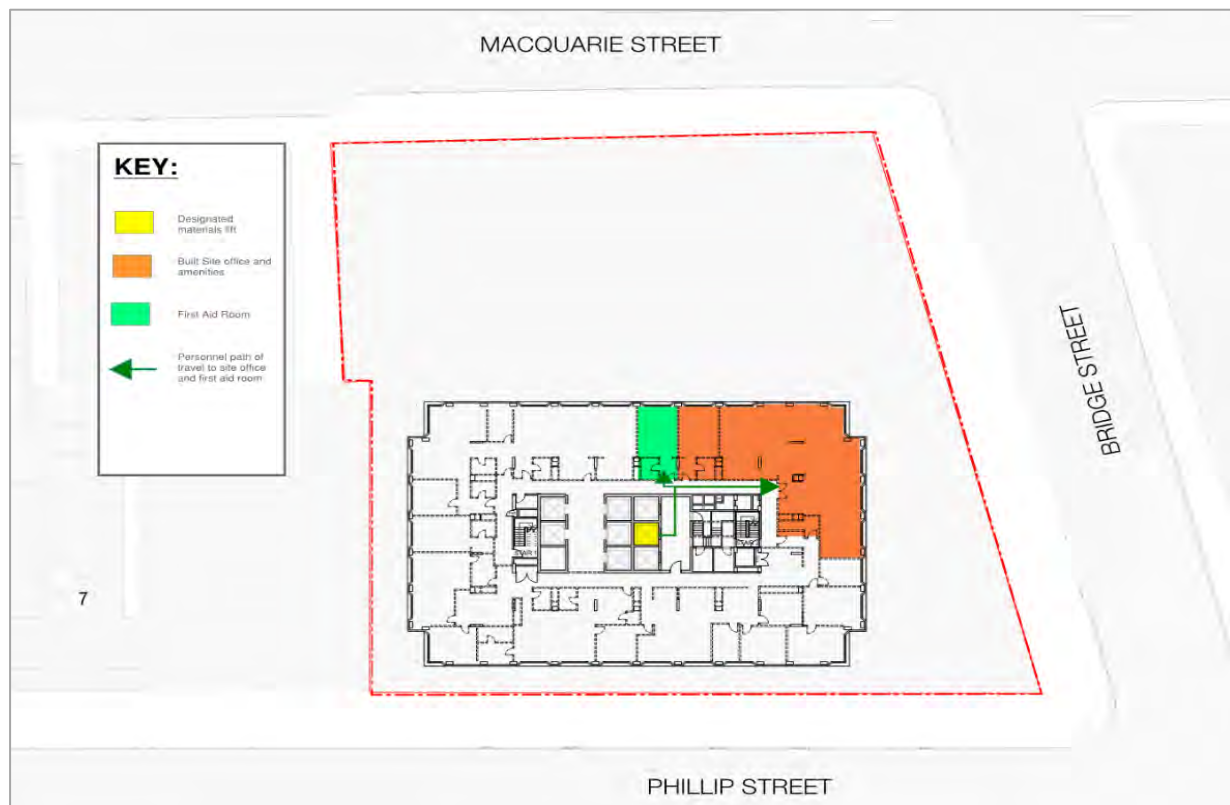 MACQUARIE STREET
KEY:
Designated
materials lift
Built Site office and
amenities
First Aid Room
Personnel path of
travel to site office
and first aid room
BRIDGE STREET
7
PHILLIP STREET